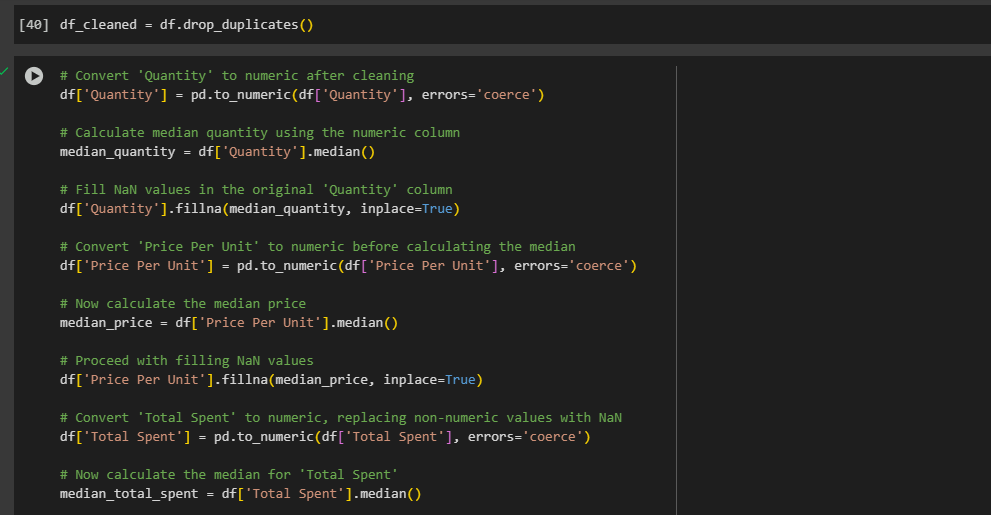 [40] df_cleaned = df.drop_duplicates()
# Convert 'Quantity' to numeric after cleaning
df['Quantity'] = pd.to_numeric(df['Quantity'], errors='coerce')
# Calculate median quantity using the numeric column
median_quantity = df['Quantity'].median()
# Fill NaN values in the original 'Quantity' column
df['Quantity'].fillna(median_quantity, inplace=True)
# Convert 'Price Per Unit' to numeric before calculating the median
df['Price Per Unit'] = pd.to_numeric(df['Price Per Unit'], errors='coerce')
# Now calculate the median price
median_price = df['Price Per Unit'].median()
# Proceed with filling NaN values
df['Price Per Unit'].fillna(median_price, inplace=True)
# Convert 'Total Spent' to numeric, replacing non-numeric values with NaN
df['Total Spent'] = pd.to_numeric(df['Total Spent'], errors='coerce')
# Now calculate the median for 'Total Spent'
median_total_spent = df['Total Spent'].median()